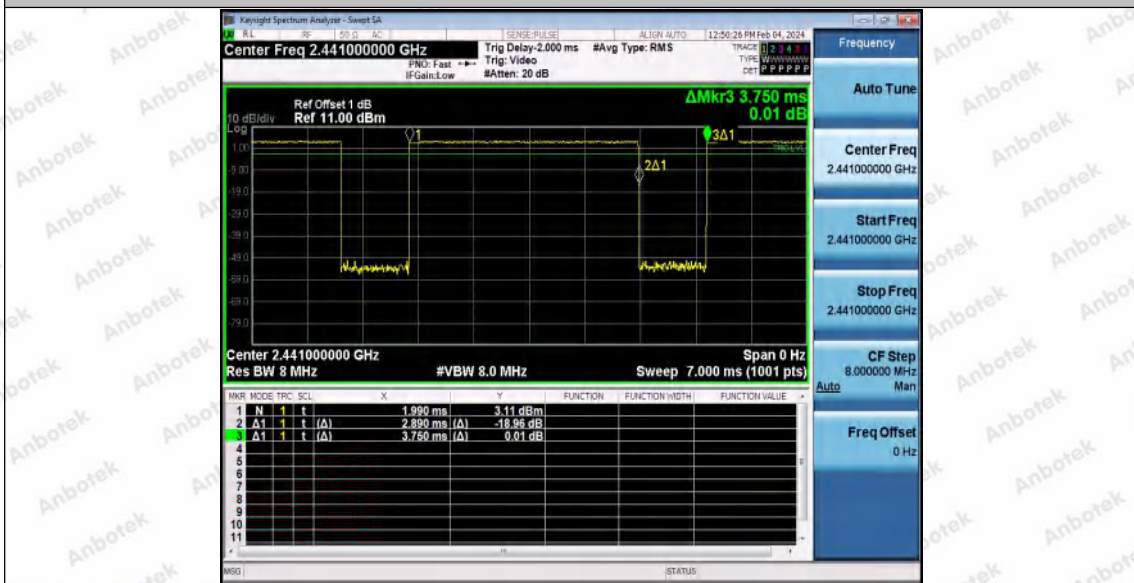 Keysight Spectrum Analyzer - Swept SA
RL RF 50 Ω AC SENSE:PULSE ALIGN AUTO 12:50:26 PM Feb 04, 2024
Center Freq 2.441000000 GHz
PNO: Fast
IFGain:Low
Trig Delay-2.000 ms
Trig: Video
#Atten: 20 dB
#Avg Type: RMS
TRACE 1 2 3 4 5 6
TYPE WWWWWW
DET P P P P P P
ΔMkr3 3.750 ms
0.01 dB
Ref Offset 1 dB
10 dB/div Ref 11.00 dBm
Log
1
3Δ1
1.00
TRIG LVL
2Δ1
-9.00
-19.0
-29.0
-39.0
-49.0
-59.0
-69.0
-79.0
Center 2.441000000 GHz Span 0 Hz
Res BW 8 MHz #VBW 8.0 MHz Sweep 7.000 ms (1001 pts)
MKR MODE TRC SCL X Y FUNCTION FUNCTION WIDTH FUNCTION VALUE
1 N 1 t 1.990 ms 3.11 dBm
2 Δ1 1 t (Δ) 2.890 ms (Δ) -18.96 dB
3 Δ1 1 t (Δ) 3.750 ms (Δ) 0.01 dB
4
5
6
7
8
9
10
11
MSG STATUS
Frequency
Auto Tune
Center Freq
2.441000000 GHz
Start Freq
2.441000000 GHz
Stop Freq
2.441000000 GHz
CF Step
8.000000 MHz
Auto Man
Freq Offset
0 Hz
Anbotek